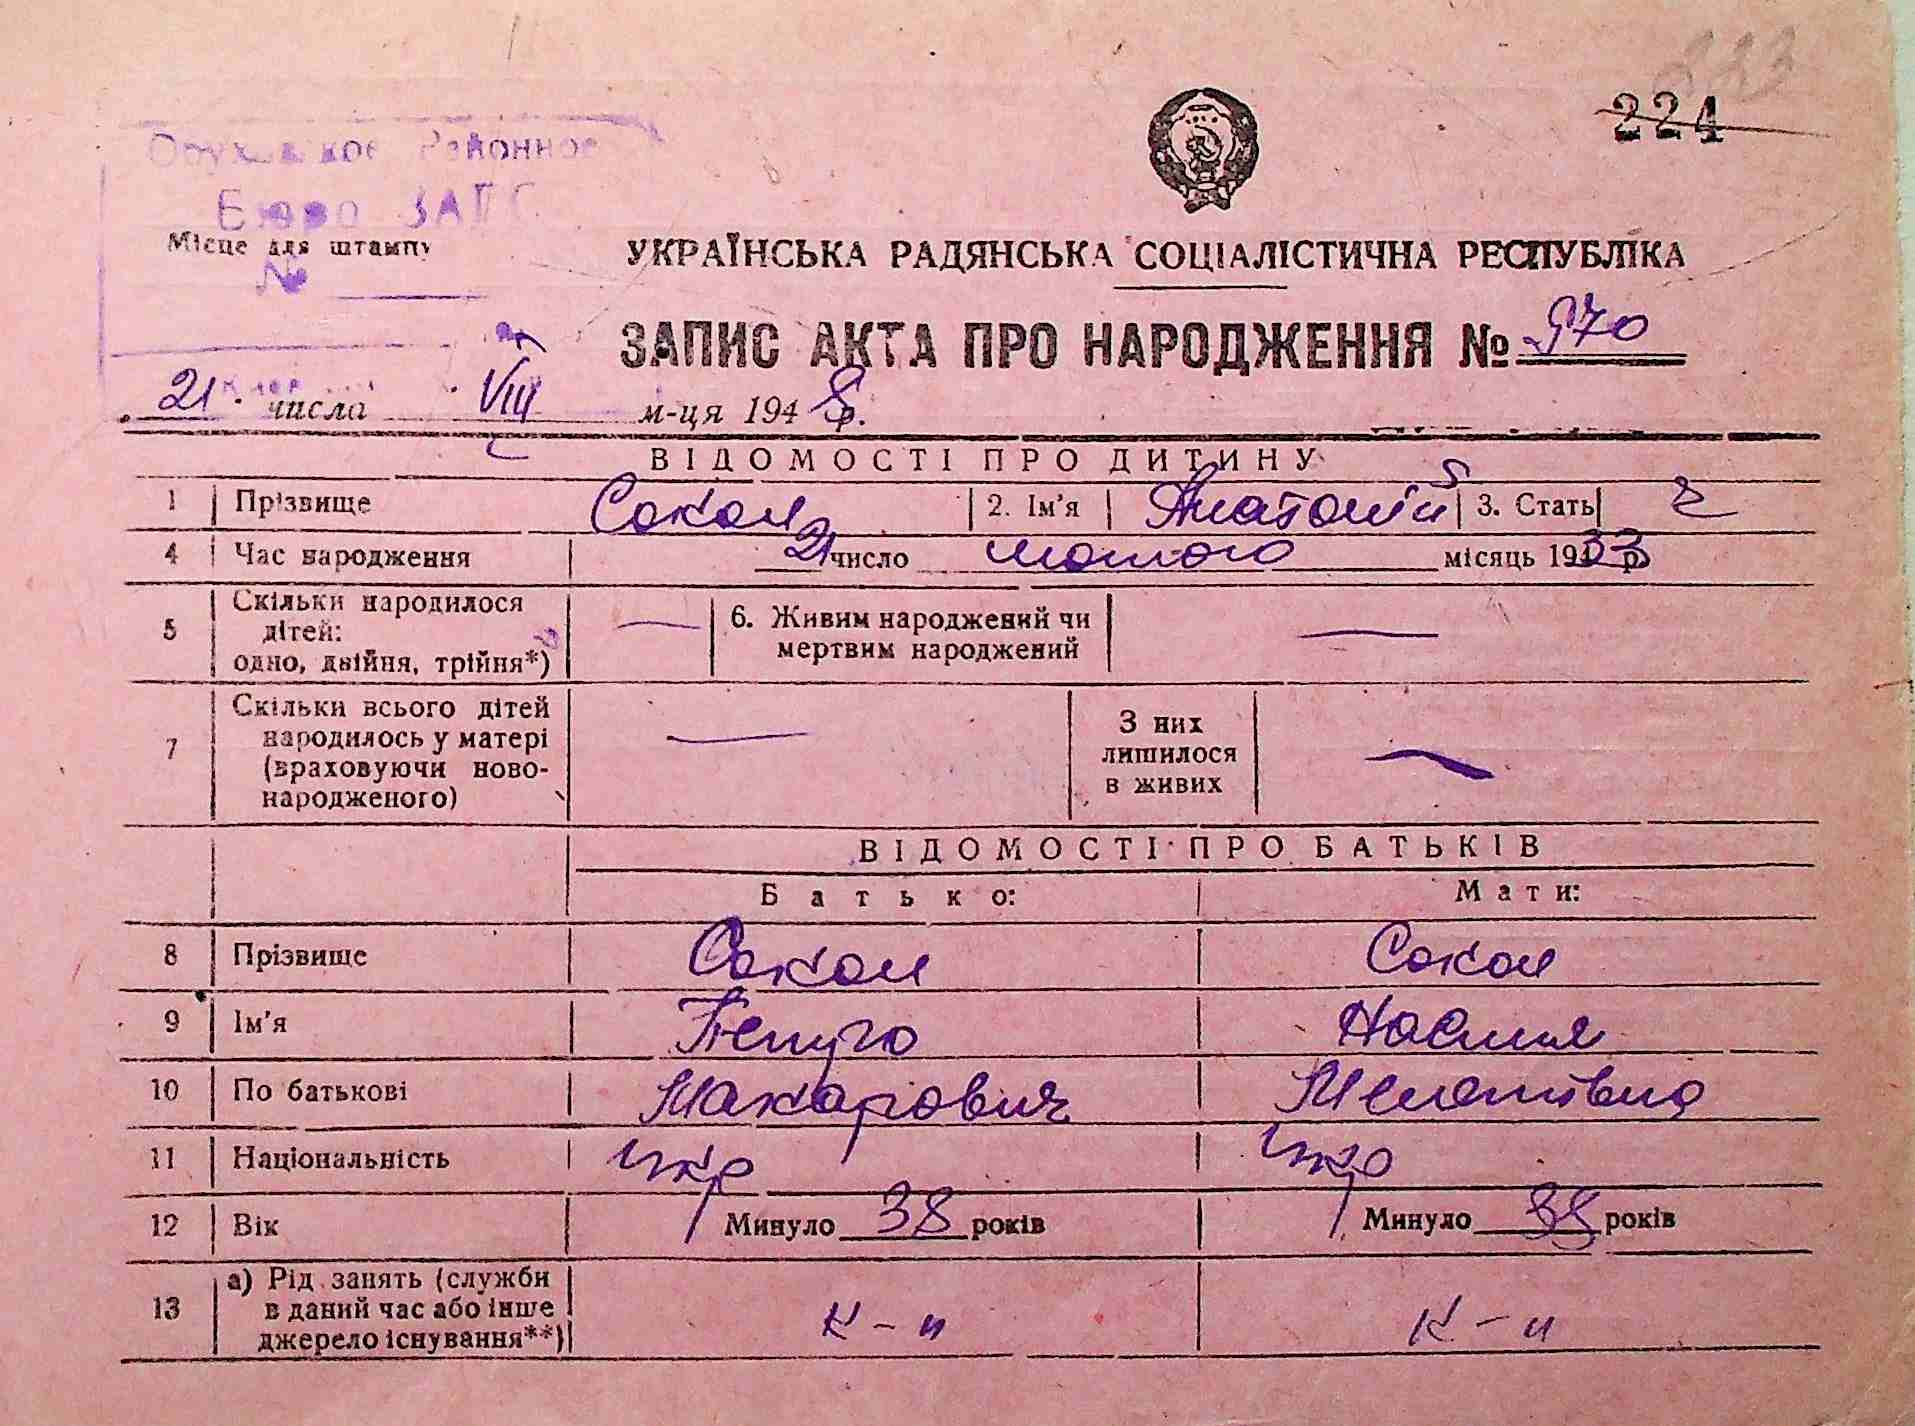 223
224
Районное
Бюро ЗАГС
Місце для штампу
№
УКРАЇНСЬКА РАДЯНСЬКА СОЦІАЛІСТИЧНА РЕСПУБЛІКА
ЗАПИС АКТА ПРО НАРОДЖЕННЯ № 970
21 числа VIII м-ця 1948 р.
ВІДОМОСТІ ПРО ДИТИНУ
1 Прізвище Сокол 2. Ім'я Анатолій 3. Стать ч
4 Час народження 21 число лютого місяць 1933 р.
5 Скільки народилося дітей: одно, двійня, трійня*) — 6. Живим народжений чи мертвим народжений —
7 Скільки всього дітей народилось у матері (враховуючи ново-народженого) — З них лишилося в живих —
ВІДОМОСТІ ПРО БАТЬКІВ
Батько: Мати:
8 Прізвище Сокол Сокол
9 Ім'я
10 По батькові Макарович
11 Національність укр укр
12 Вік Минуло 38 років Минуло 38 років
13 а) Рід занять (служби в даний час або інше джерело існування**) к-к к-к